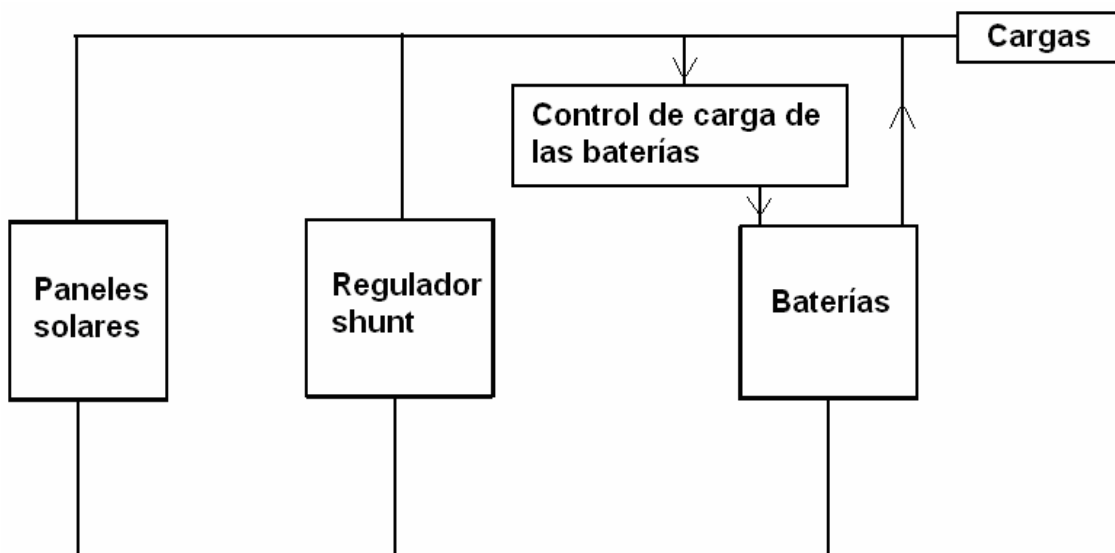 Cargas
Control de carga de
las baterías
Paneles
solares
Regulador
shunt
Baterías